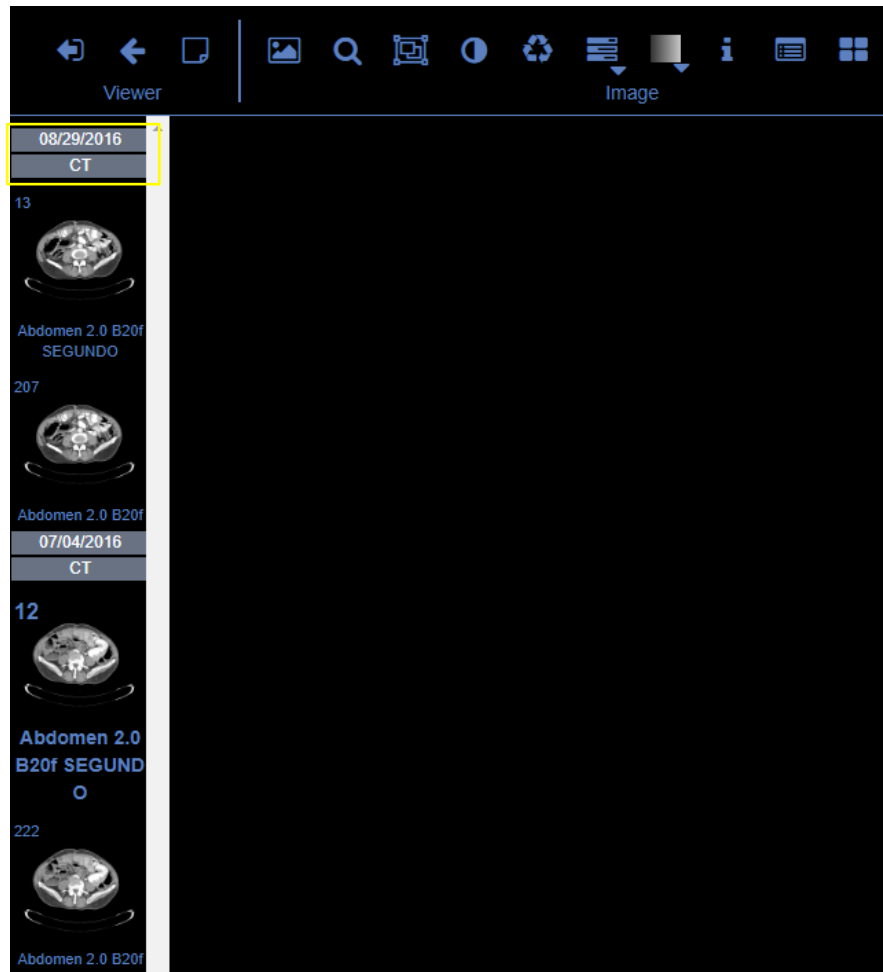 Viewer
Image
08/29/2016
CT
13
Abdomen 2.0 B20f
SEGUNDO
207
Abdomen 2.0 B20f
07/04/2016
CT
12
Abdomen 2.0
B20f SEGUND
O
222
Abdomen 2.0 B20f